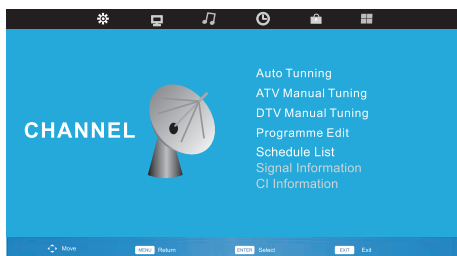 CHANNEL
Auto Tunning
ATV Manual Tuning
DTV Manual Tuning
Programme Edit
Schedule List
Signal Information
CI Information
Move MENU Return ENTER Select EXIT Exit